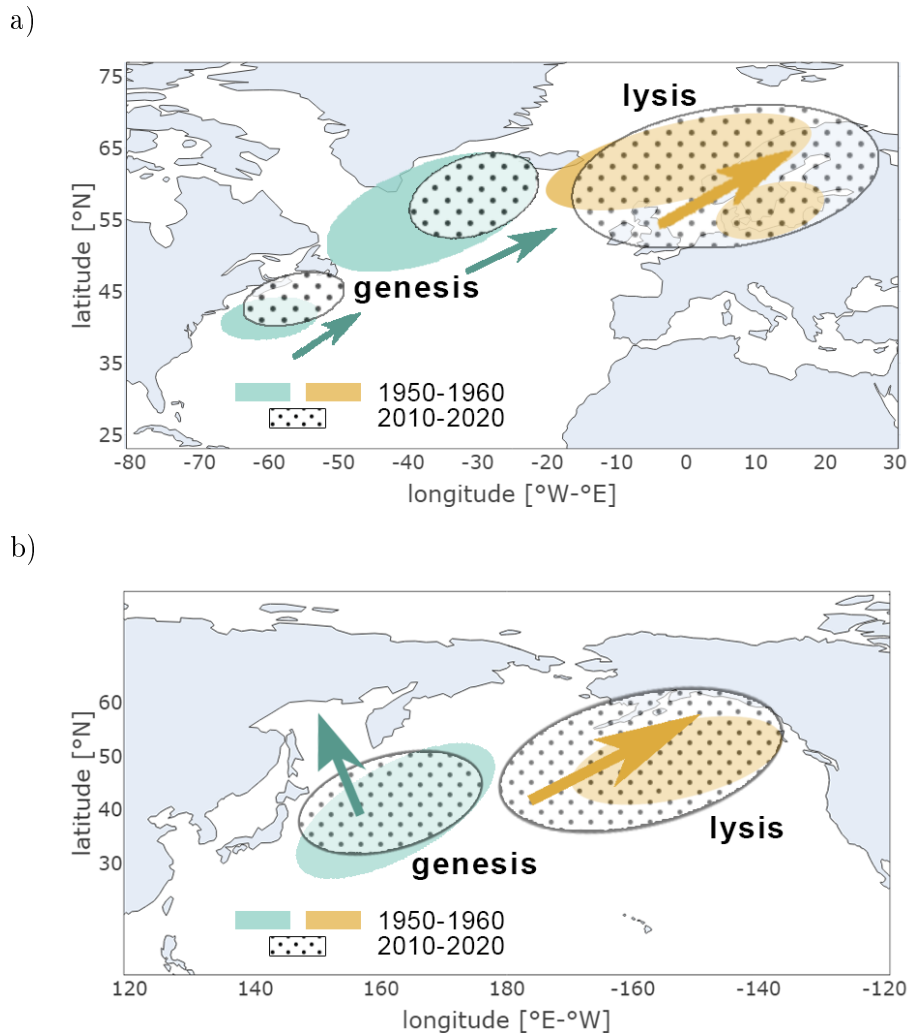 a)
75
65
55
45
35
25
latitude [°N]
lysis
genesis
1950-1960
2010-2020
-80 -70 -60 -50 -40 -30 -20 -10 0 10 20 30
longitude [°W-°E]
b)
60
50
40
30
latitude [°N]
genesis
lysis
1950-1960
2010-2020
120 140 160 180 -160 -140 -120
longitude [°E-°W]